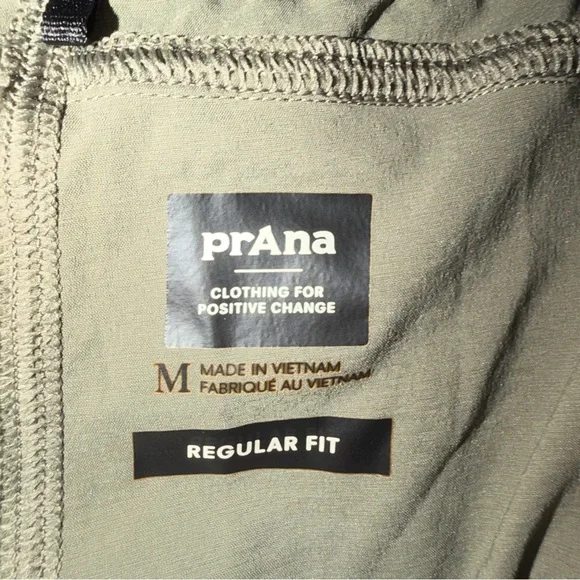 prAna
CLOTHING FOR
POSITIVE CHANGE
M MADE IN VIETNAM
FABRIQUÉ AU VIETNAM
REGULAR FIT